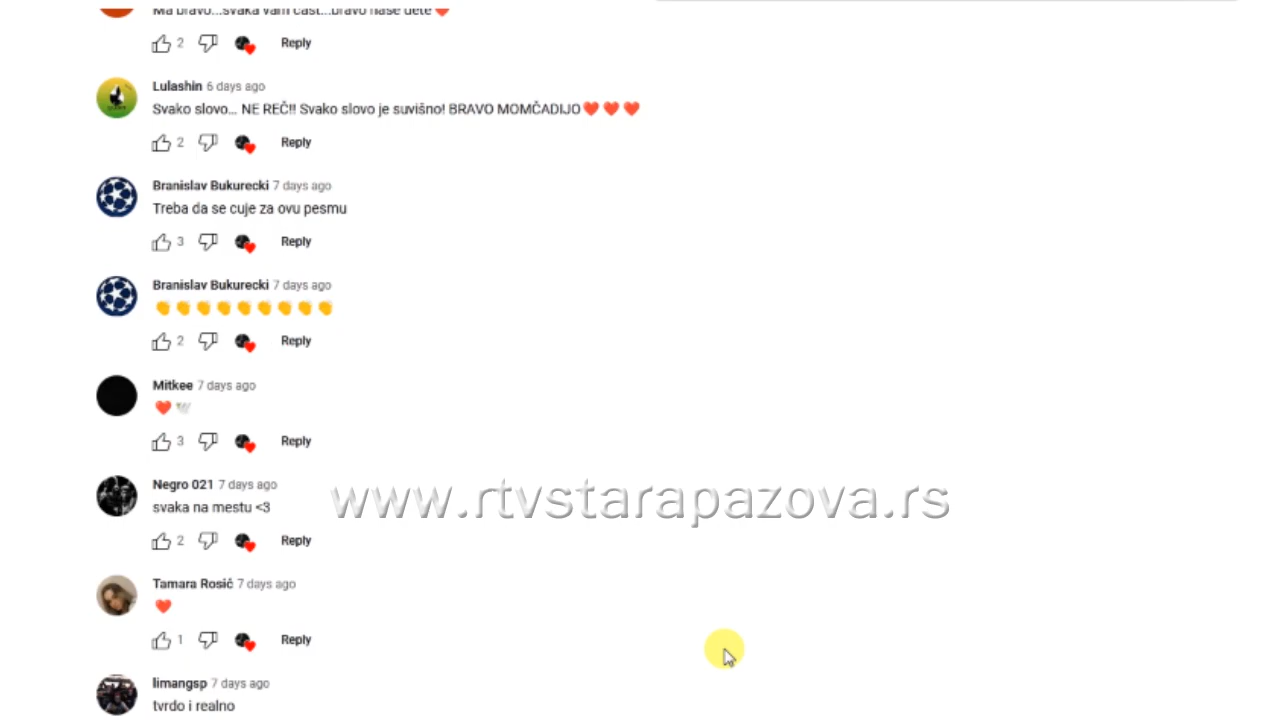 Ma bravo...svaka vam cast...bravo nase dete ❤️
2 Reply
Lulashin 6 days ago
Svako slovo... NE REČ!! Svako slovo je suvišno! BRAVO MOMČADIJO❤️❤️❤️
2 Reply
Branislav Bukurecki 7 days ago
Treba da se cuje za ovu pesmu
3 Reply
Branislav Bukurecki 7 days ago
👏👏👏👏👏👏👏👏👏
2 Reply
Mitkee 7 days ago
❤️🕊️
3 Reply
Negro 021 7 days ago
svaka na mestu <3
www.rtvstarapazova.rs
2 Reply
Tamara Rosić 7 days ago
❤️
1 Reply
limangsp 7 days ago
tvrdo i realno